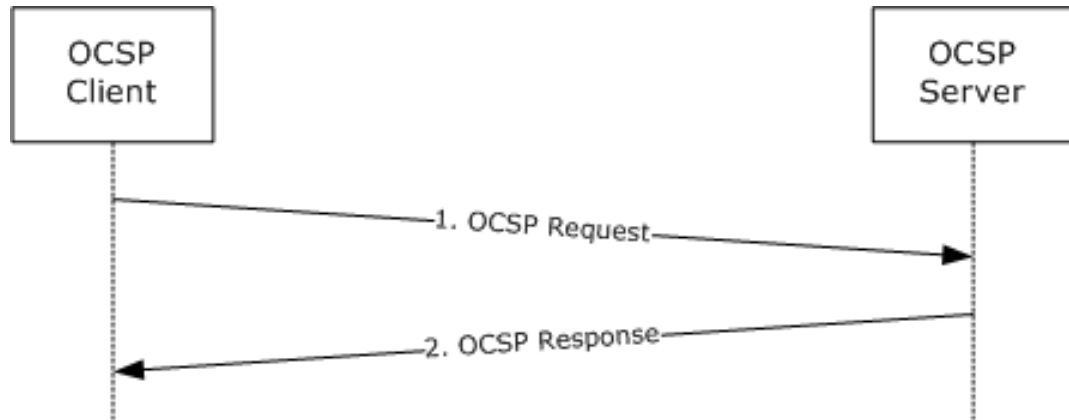 OCSP
Client
OCSP
Server
1. OCSP Request
2. OCSP Response